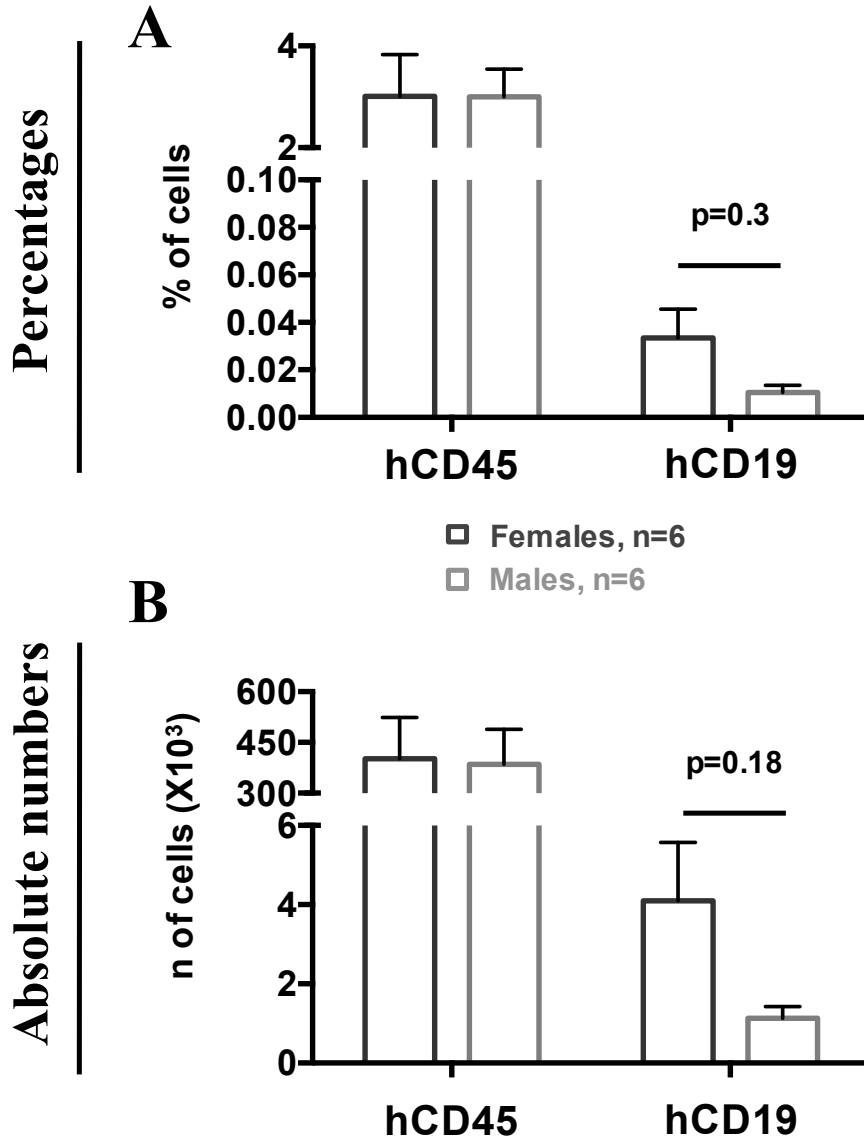 A
Percentages
% of cells
4
2
0.10
0.08
0.06
0.04
0.02
0.00
p=0.3
hCD45
hCD19
Females, n=6
Males, n=6
B
Absolute numbers
n of cells (X10³)
600
450
300
6
4
2
0
p=0.18
hCD45
hCD19